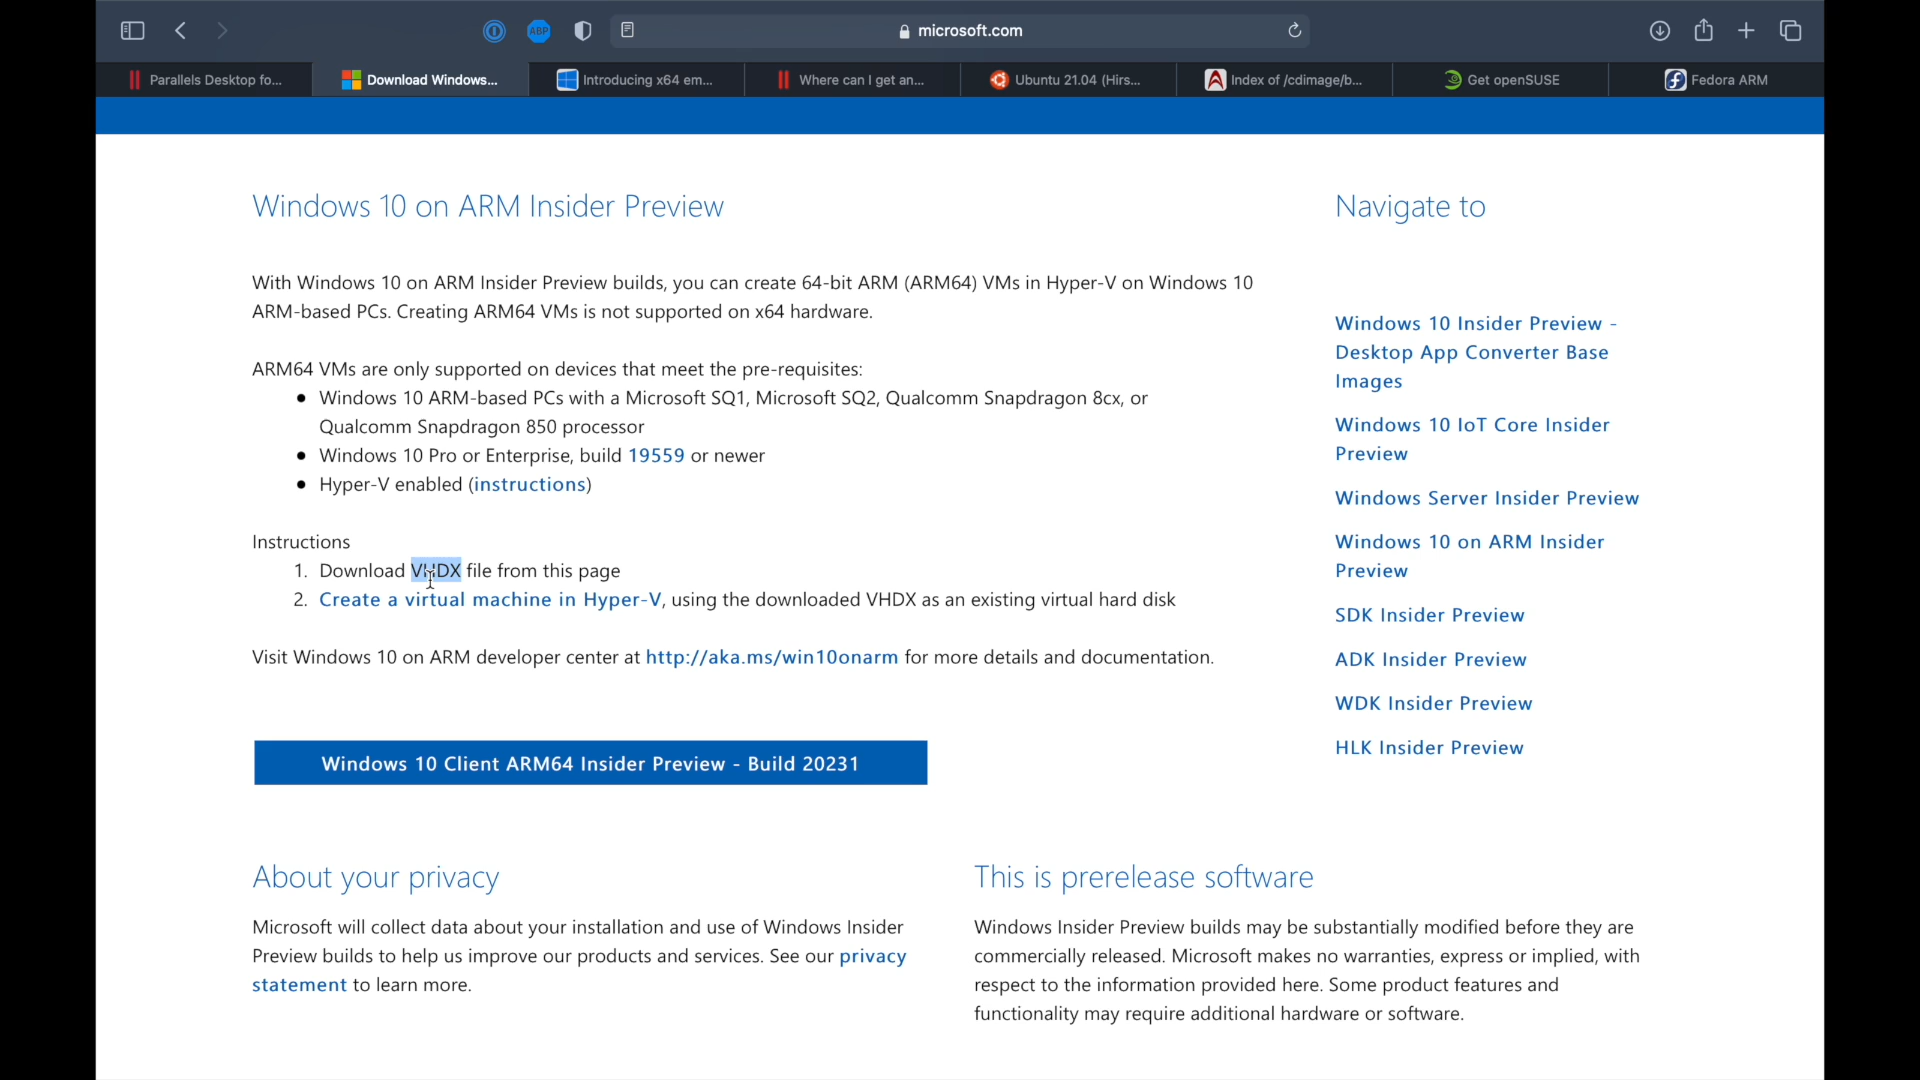 ABP
microsoft.com
Parallels Desktop fo...
Download Windows...
Introducing x64 em...
Where can I get an...
Ubuntu 21.04 (Hirs...
Index of /cdimage/b...
Get openSUSE
Fedora ARM
Windows 10 on ARM Insider Preview
With Windows 10 on ARM Insider Preview builds, you can create 64-bit ARM (ARM64) VMs in Hyper-V on Windows 10
ARM-based PCs. Creating ARM64 VMs is not supported on x64 hardware.
ARM64 VMs are only supported on devices that meet the pre-requisites:
● Windows 10 ARM-based PCs with a Microsoft SQ1, Microsoft SQ2, Qualcomm Snapdragon 8cx, or
Qualcomm Snapdragon 850 processor
● Windows 10 Pro or Enterprise, build 19559 or newer
● Hyper-V enabled (instructions)
Instructions
1. Download VHDX file from this page
2. Create a virtual machine in Hyper-V, using the downloaded VHDX as an existing virtual hard disk
Visit Windows 10 on ARM developer center at http://aka.ms/win10onarm for more details and documentation.
Windows 10 Client ARM64 Insider Preview - Build 20231
Navigate to
Windows 10 Insider Preview -
Desktop App Converter Base
Images
Windows 10 IoT Core Insider
Preview
Windows Server Insider Preview
Windows 10 on ARM Insider
Preview
SDK Insider Preview
ADK Insider Preview
WDK Insider Preview
HLK Insider Preview
About your privacy
Microsoft will collect data about your installation and use of Windows Insider
Preview builds to help us improve our products and services. See our privacy
statement to learn more.
This is prerelease software
Windows Insider Preview builds may be substantially modified before they are
commercially released. Microsoft makes no warranties, express or implied, with
respect to the information provided here. Some product features and
functionality may require additional hardware or software.